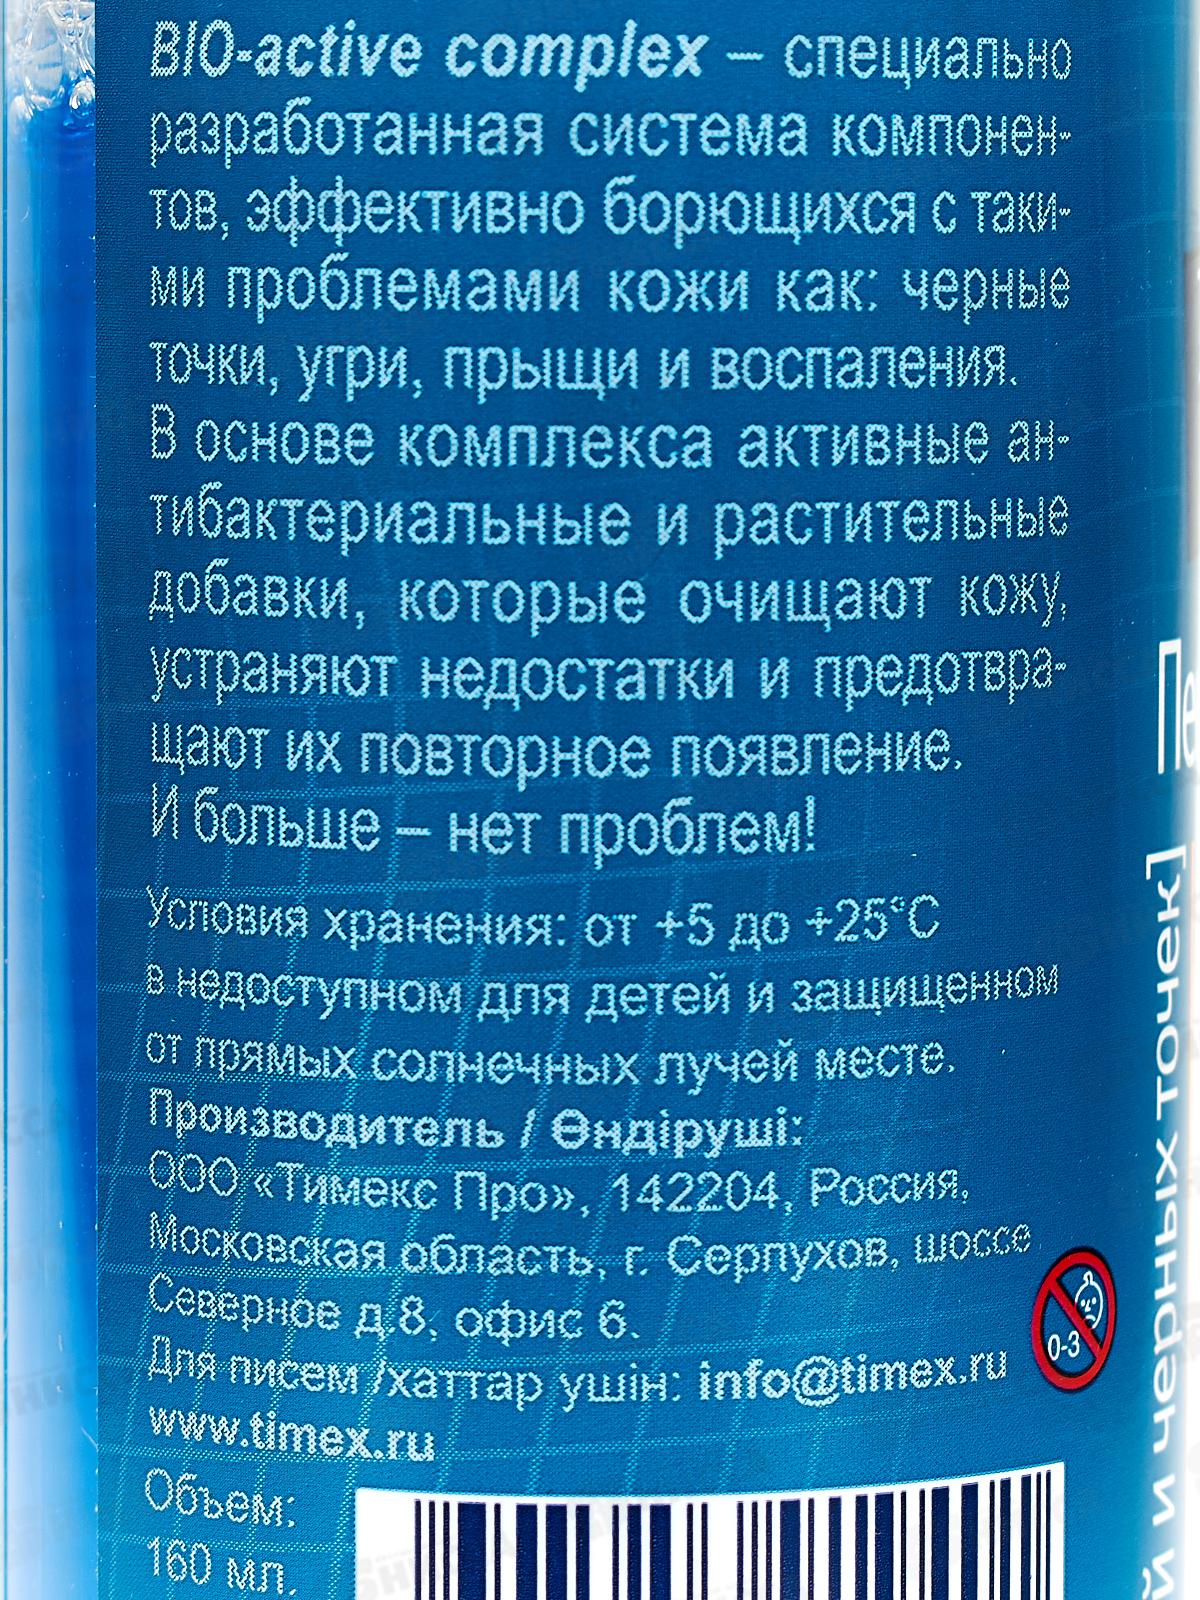 BIO-active complex – специально
разработанная система компонен-
тов, эффективно борющихся с таки-
ми проблемами кожи как: черные
точки, угри, прыщи и воспаления.
В основе комплекса активные ан-
тибактериальные и растительные
добавки, которые очищают кожу,
устраняют недостатки и предотвра-
щают их повторное появление.
И больше – нет проблем!
Условия хранения: от +5 до +25°C
в недоступном для детей и защищенном
от прямых солнечных лучей месте.
Производитель / Өндіруші:
ООО «Тимекс Про», 142204, Россия,
Московская область, г. Серпухов, шоссе
Северное д.8, офис 6.
0-3
Для писем /хаттар үшін: info@timex.ru
www.timex.ru
Объем:
160 мл.
й и черных точек]